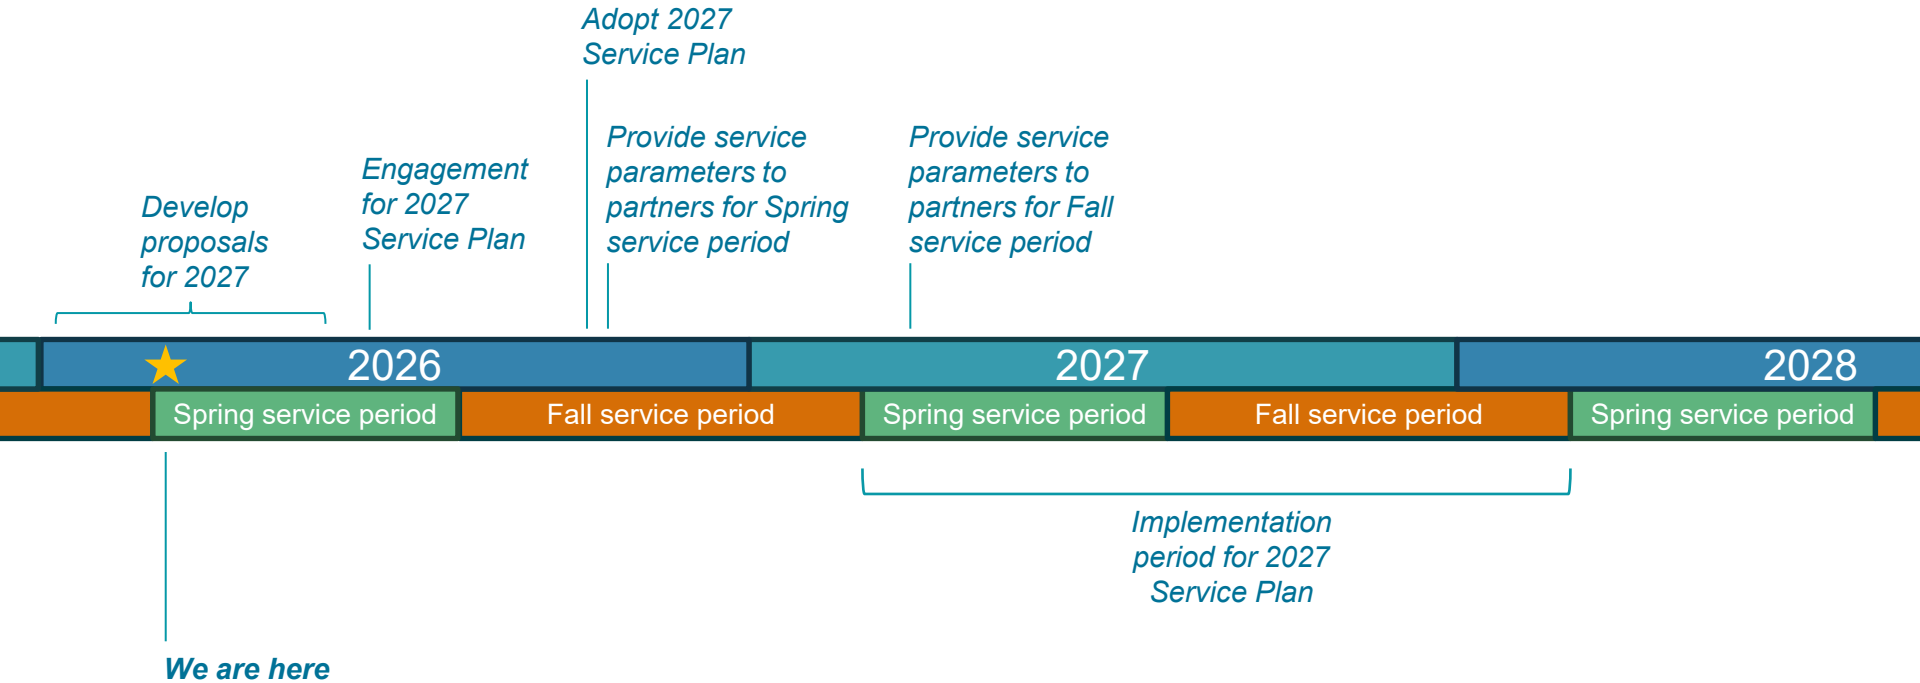 Adopt 2027
Service Plan
Provide service
parameters to
partners for Spring
service period
Provide service
parameters to
partners for Fall
service period
Engagement
for 2027
Service Plan
Develop
proposals
for 2027
2026
2027
2028
Spring service period
Fall service period
Spring service period
Fall service period
Spring service period
Implementation
period for 2027
Service Plan
We are here